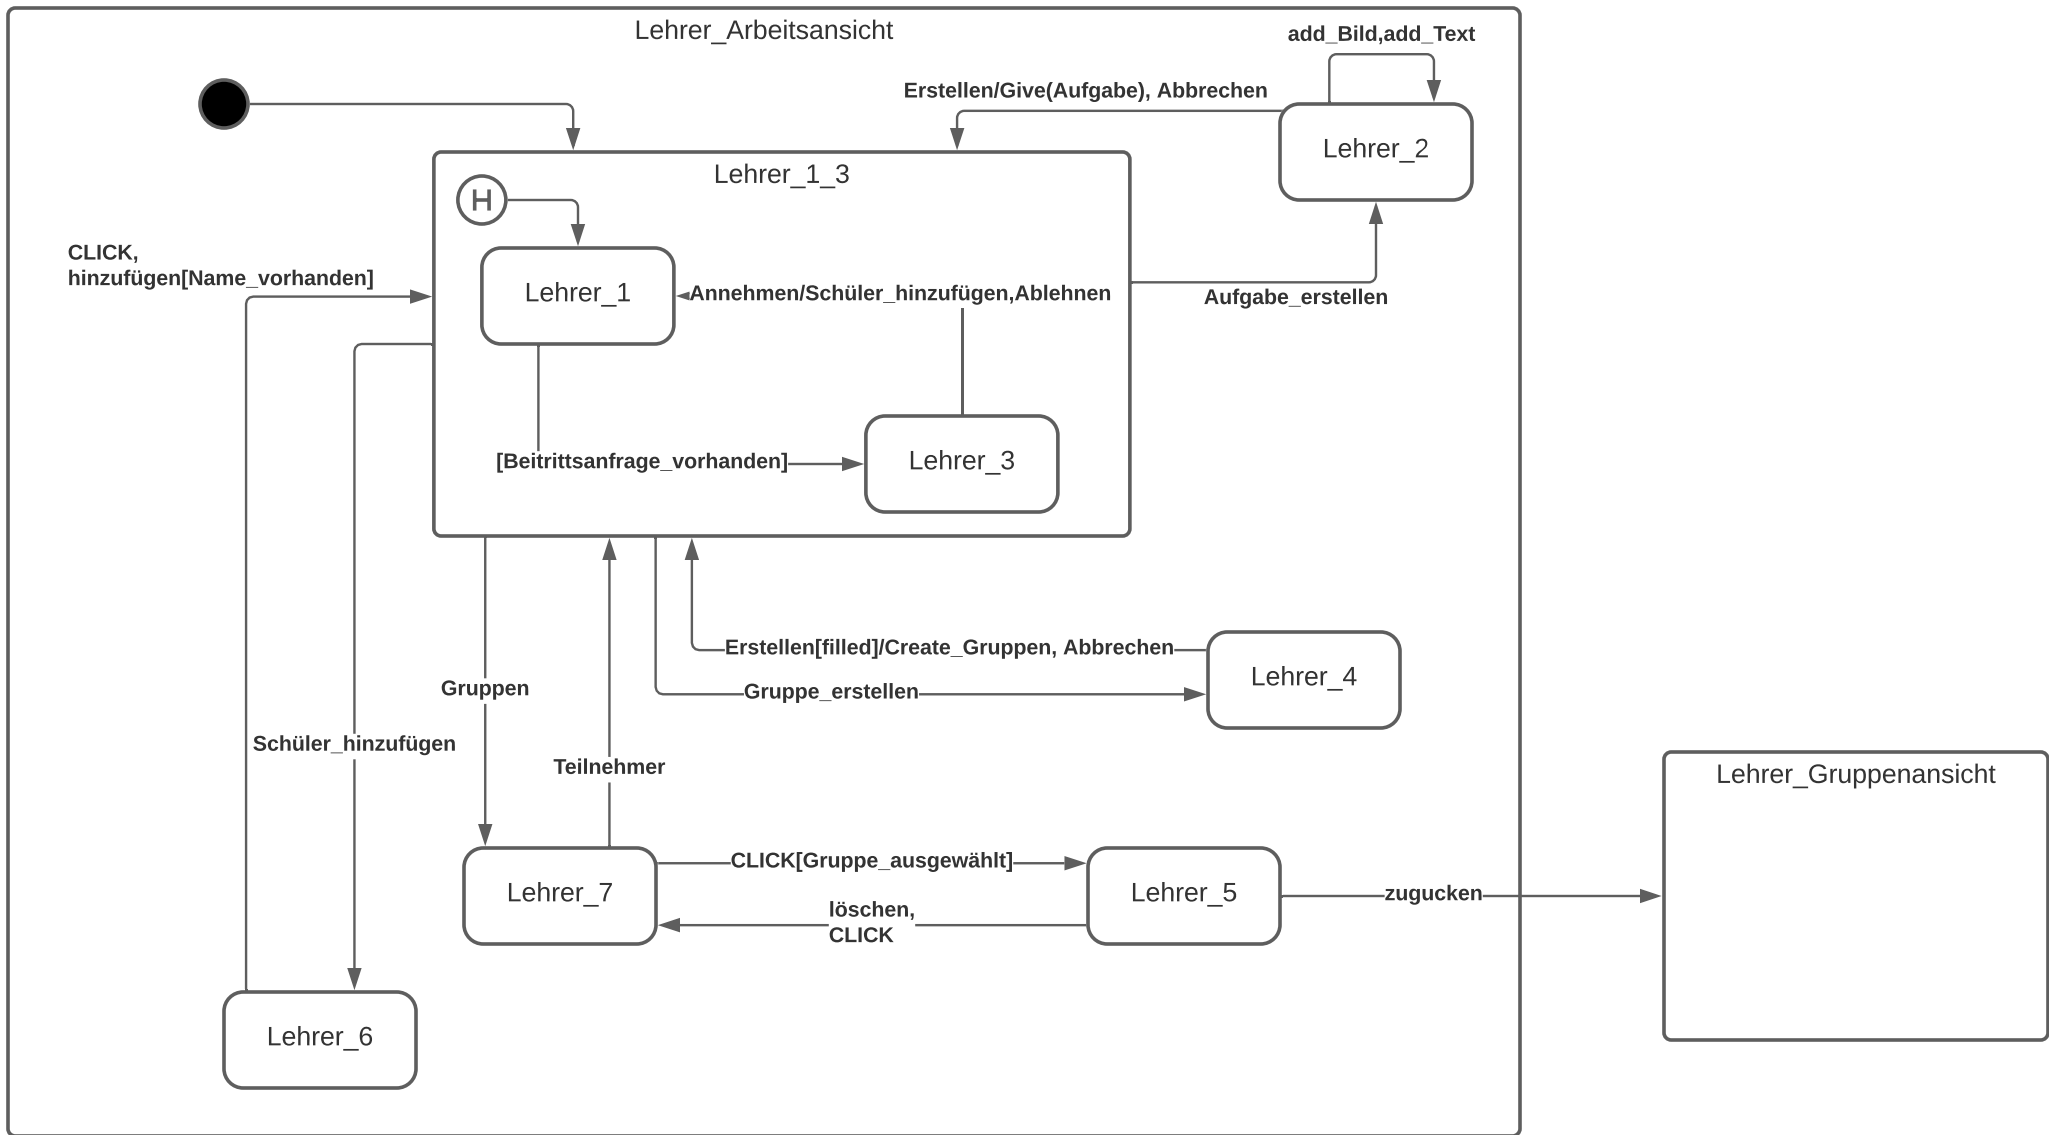 Lehrer_Arbeitsansicht
add_Bild,add_Text
Erstellen/Give(Aufgabe), Abbrechen
Lehrer_2
Lehrer_1_3
H
CLICK,
hinzufügen[Name_vorhanden]
Lehrer_1
Annehmen/Schüler_hinzufügen,Ablehnen
Aufgabe_erstellen
[Beitrittsanfrage_vorhanden]
Lehrer_3
Erstellen[filled]/Create_Gruppen, Abbrechen
Lehrer_4
Gruppen
Gruppe_erstellen
Schüler_hinzufügen
Teilnehmer
Lehrer_Gruppenansicht
CLICK[Gruppe_ausgewählt]
Lehrer_7
Lehrer_5
zugucken
löschen,
CLICK
Lehrer_6